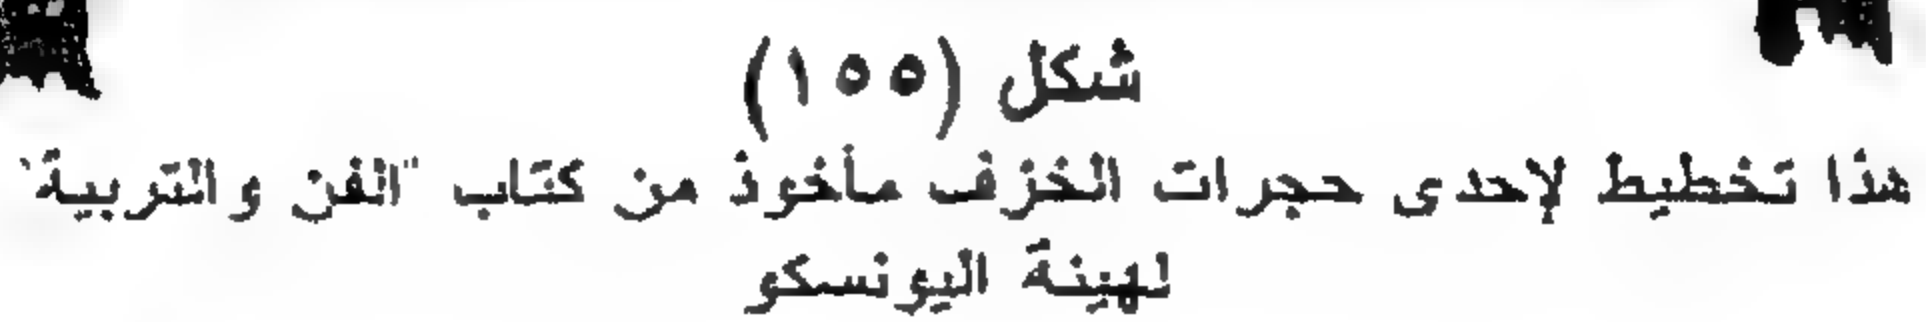 شكل (١٥٥)
هذا تخطيط لإحدى حجرات الخزف مأخوذ من كتاب "الفن والتربية"
لهيئة اليونسكو